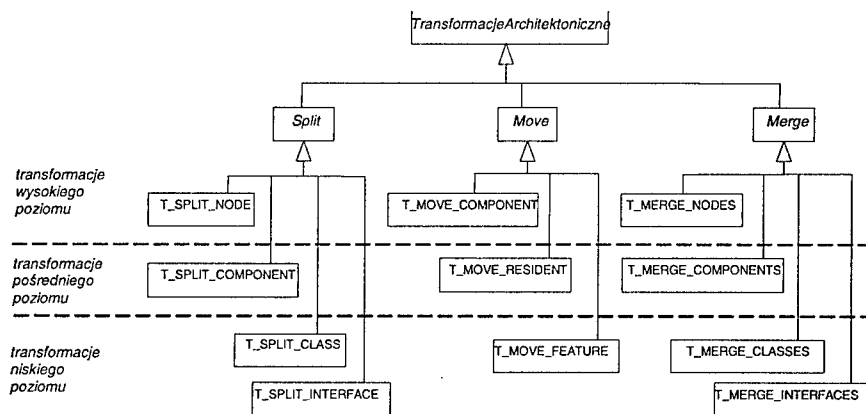 TransformacjeArchitektoniczne
Split
Move
Merge
transformacje
wysokiego
poziomu
T_SPLIT_NODE
T_MOVE_COMPONENT
T_MERGE_NODES
transformacje
pośredniego
poziomu
T_SPLIT_COMPONENT
T_MOVE_RESIDENT
T_MERGE_COMPONENTS
transformacje
niskiego
poziomu
T_SPLIT_CLASS
T_MOVE_FEATURE
T_MERGE_CLASSES
T_SPLIT_INTERFACE
T_MERGE_INTERFACES